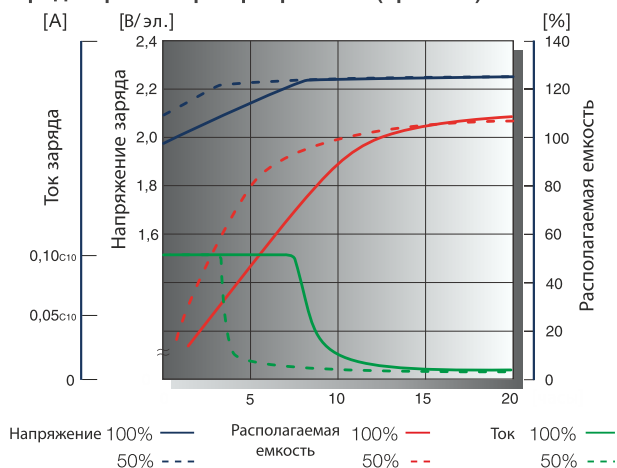 [А] [В/эл.] [%]
2,4 140
2,2 120
2,0 100
1,8 80
1,6 60
0,10C10 40
0,05C10 20
0 0
5 10 15 20
Ток заряда
Напряжение заряда
Располагаемая емкость
Напряжение 100% Располагаемая 100% Ток 100%
50% емкость 50% 50%